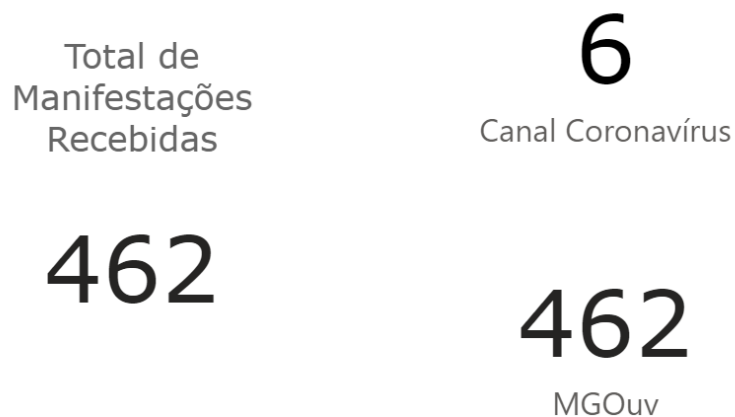 Total de
Manifestações
Recebidas
462
6
Canal Coronavírus
462
MGOuv